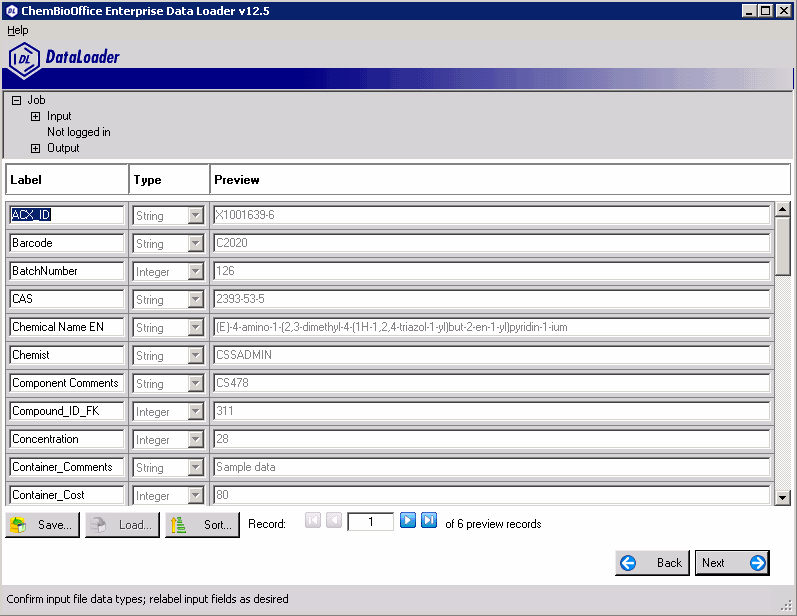 ChemBioOffice Enterprise Data Loader v12.5
Help
DL DataLoader
Job
Input
Not logged in
Output
Label Type Preview
ACX_ID String X1001639-6
Barcode String C2020
BatchNumber Integer 126
CAS String 2393-53-5
Chemical Name EN String (E)-4-amino-1-(2,3-dimethyl-4-(1H-1,2,4-triazol-1-yl)but-2-en-1-yl)pyridin-1-ium
Chemist String CSSADMIN
Component Comments String CS478
Compound_ID_FK Integer 311
Concentration Integer 28
Container_Comments String Sample data
Container_Cost Integer 80
Save... Load... Sort... Record: 1 of 6 preview records
Back Next
Confirm input file data types; relabel input fields as desired